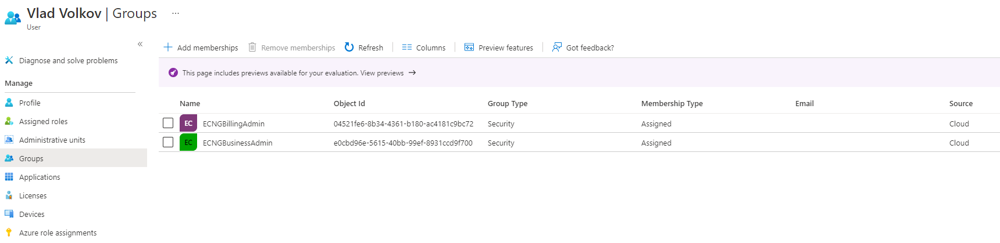 Vlad Volkov | Groups ...
User
«
Diagnose and solve problems
Manage
Profile
Assigned roles
Administrative units
Groups
Applications
Licenses
Devices
Azure role assignments
Add memberships Remove memberships Refresh Columns Preview features Got feedback?
This page includes previews available for your evaluation. View previews →
Name Object Id Group Type Membership Type Email Source
EC ECNGBillingAdmin 04521fe6-8b34-4361-b180-ac4181c9bc72 Security Assigned Cloud
EC ECNGBusinessAdmin e0cbd96e-5615-40bb-99ef-8931ccd9f700 Security Assigned Cloud